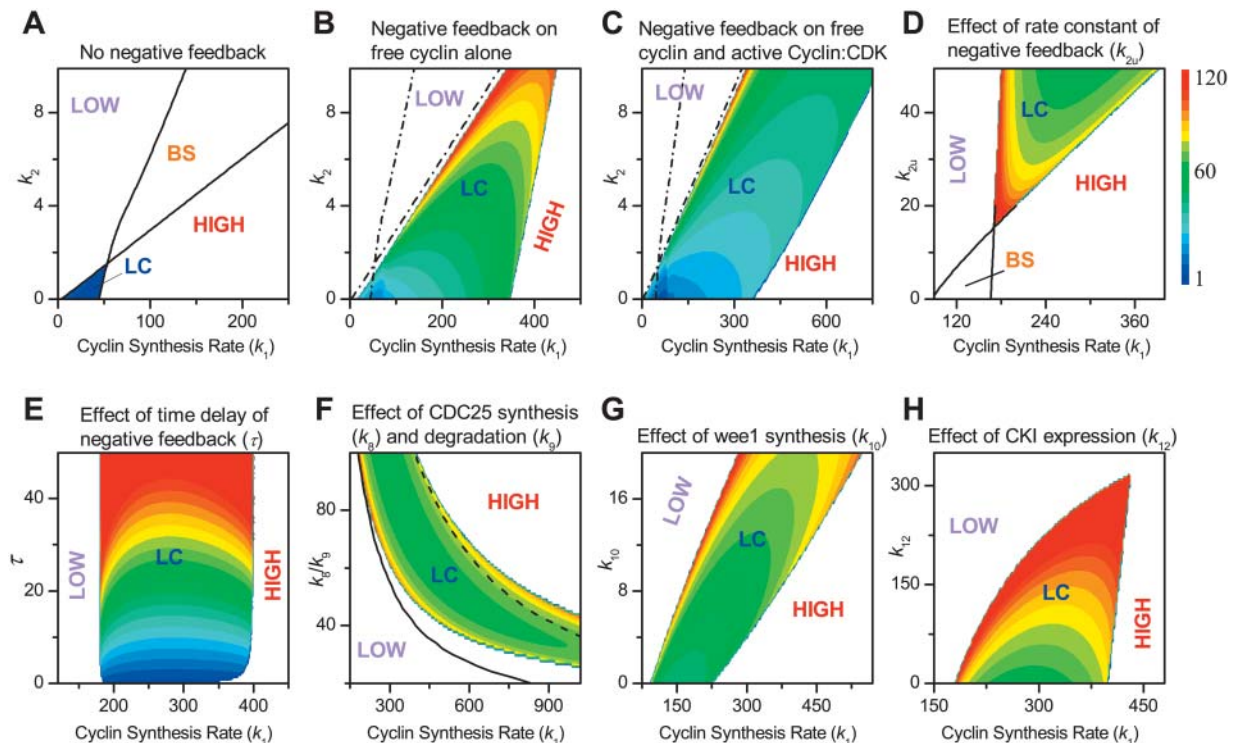 A
No negative feedback
8
4
0
k2
LOW
BS
HIGH
LC
0
100
200
Cyclin Synthesis Rate (k1)
B
Negative feedback on
free cyclin alone
8
4
0
k2
LOW
LC
HIGH
0
200
400
Cyclin Synthesis Rate (k1)
C
Negative feedback on free
cyclin and active Cyclin:CDK
8
4
0
k2
LOW
LC
HIGH
0
300
600
Cyclin Synthesis Rate (k1)
D
Effect of rate constant of
negative feedback (k2u)
40
20
0
k2u
LOW
LC
HIGH
BS
120
240
360
Cyclin Synthesis Rate (k1)
120
60
1
E
Effect of time delay of
negative feedback (τ)
40
20
0
τ
LOW
LC
HIGH
200
300
400
Cyclin Synthesis Rate (k1)
F
Effect of CDC25 synthesis
(k8) and degradation (k9)
80
40
k8/k9
HIGH
LC
LOW
300
600
900
Cyclin Synthesis Rate (k1)
G
Effect of wee1 synthesis (k10)
16
8
0
k10
LOW
LC
HIGH
150
300
450
Cyclin Synthesis Rate (k1)
H
Effect of CKI expression (k12)
300
150
0
k12
LOW
LC
HIGH
150
300
450
Cyclin Synthesis Rate (k1)